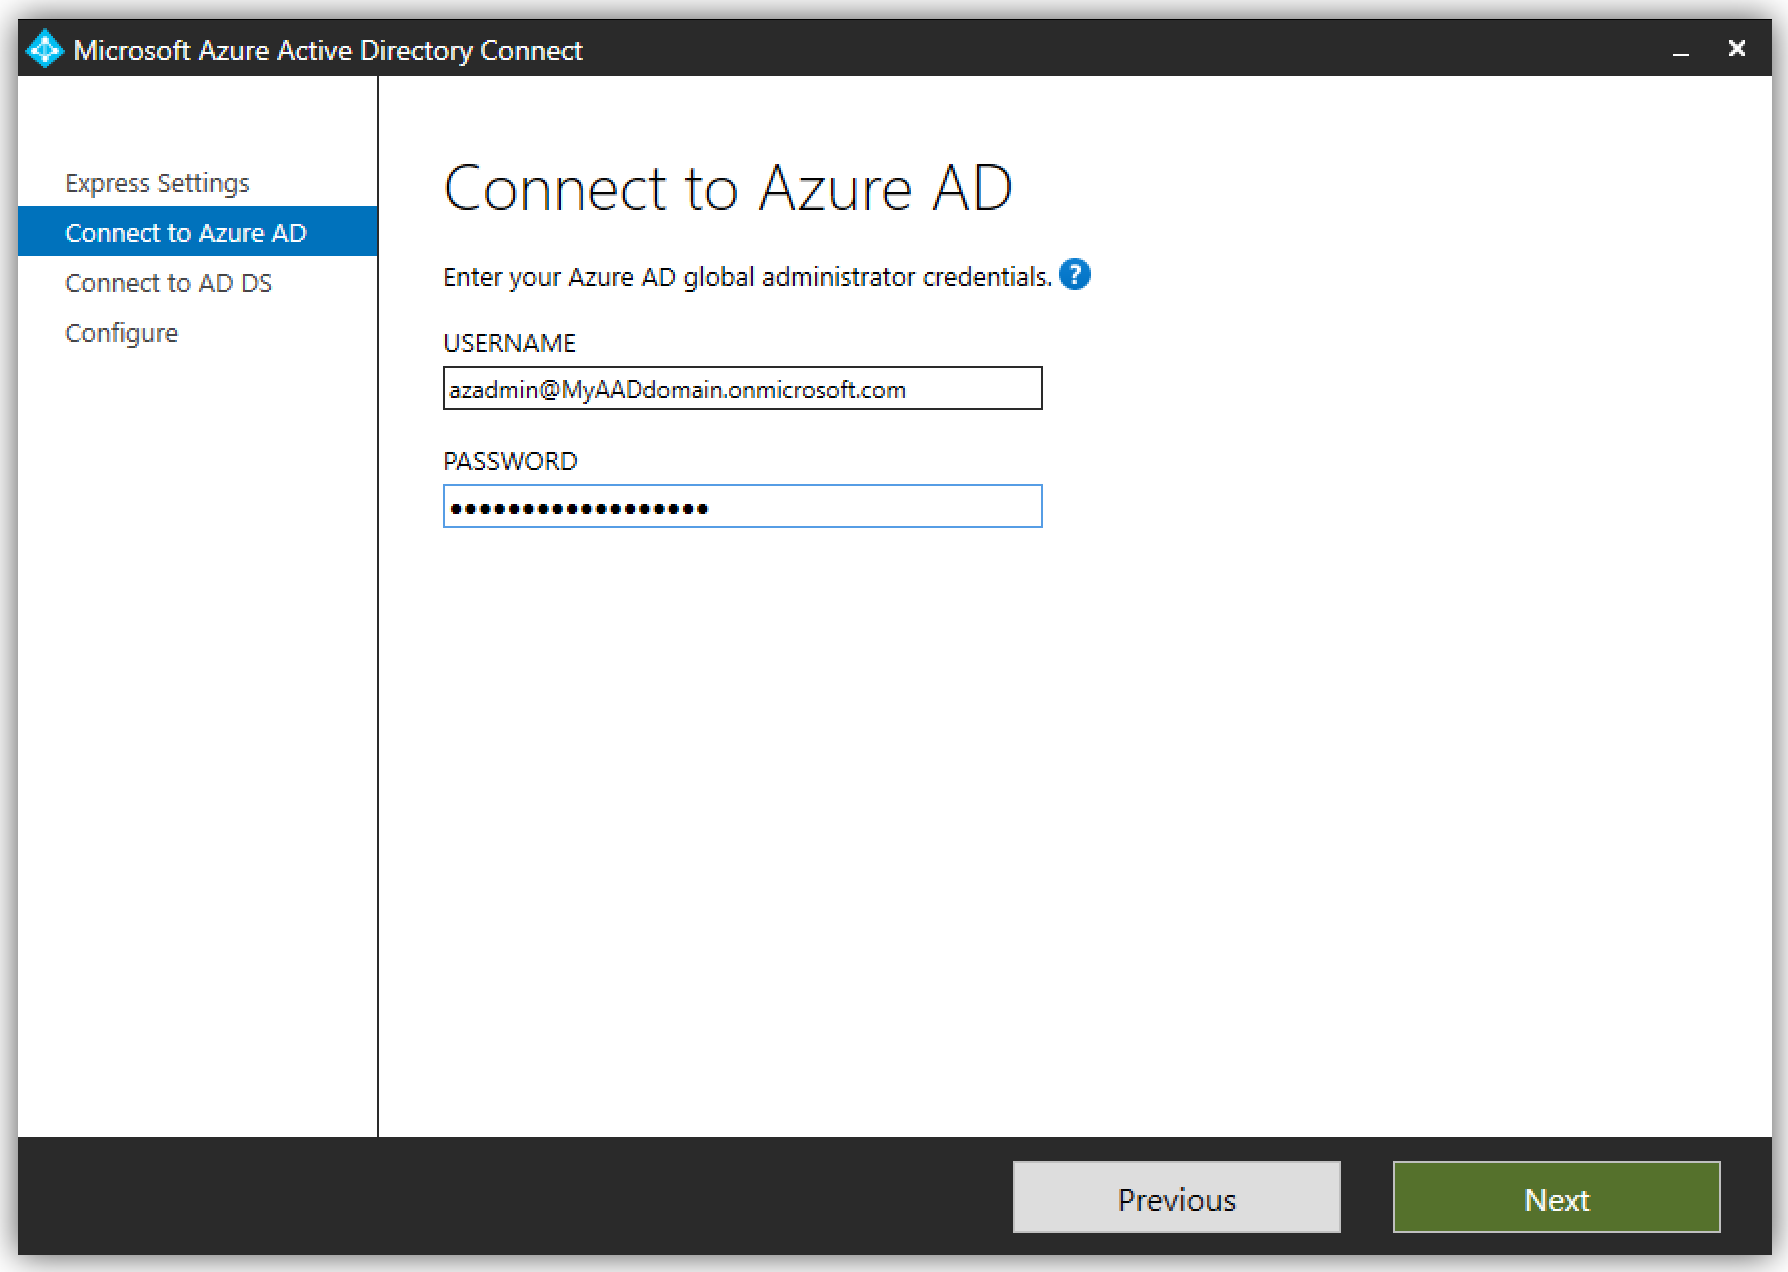 Microsoft Azure Active Directory Connect
Express Settings
Connect to Azure AD
Connect to AD DS
Configure
Connect to Azure AD
Enter your Azure AD global administrator credentials. ?
USERNAME
azadmin@MyAADdomain.onmicrosoft.com
PASSWORD
••••••••••••••••••
Previous
Next